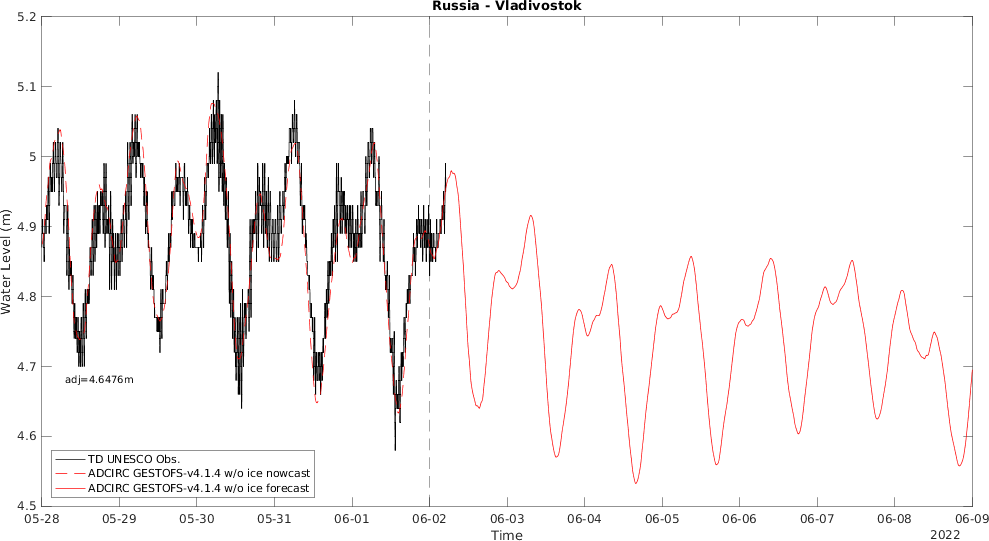 Russia - Vladivostok
5.2
5.1
5
4.9
4.8
4.7
4.6
4.5
Water Level (m)
adj=4.6476m
TD UNESCO Obs.
ADCIRC GESTOFS-v4.1.4 w/o ice nowcast
ADCIRC GESTOFS-v4.1.4 w/o ice forecast
05-28 05-29 05-30 05-31 06-01 06-02 06-03 06-04 06-05 06-06 06-07 06-08 06-09
Time
2022